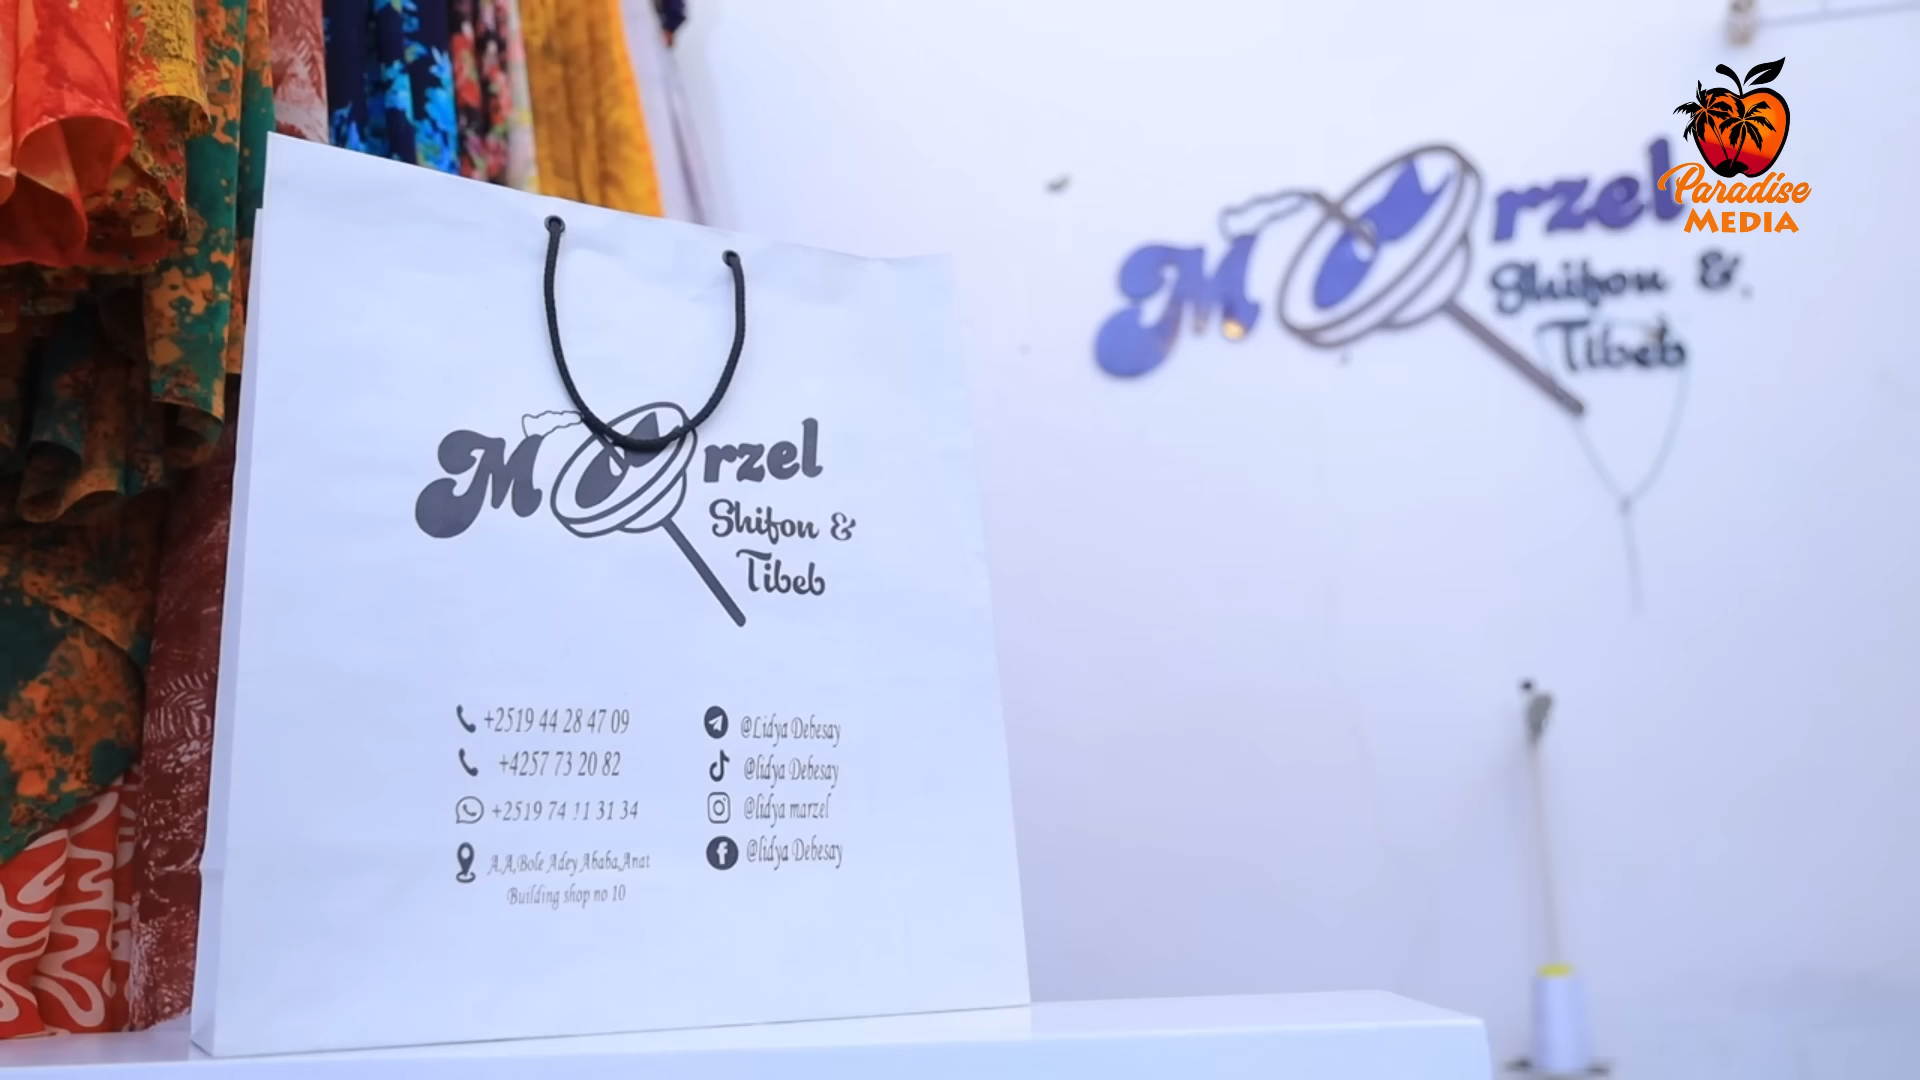 Marzel
Shifon &
Tibeb
+2519 44 28 47 09
+4257 73 20 82
+2519 74 11 31 34
A.A,Bole Adey Ababa,Anat
Building shop no 10
@Lidya Debesay
@lidya Debesay
@lidya marzel
@lidya Debesay
Marzel
Shifon &
Tibeb
Paradise
MEDIA